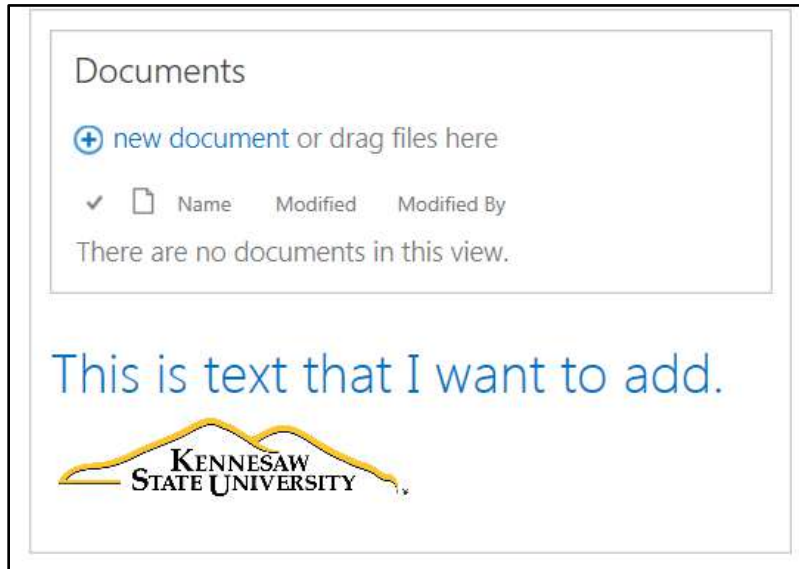 Documents
new document or drag files here
Name Modified Modified By
There are no documents in this view.
This is text that I want to add.
KENNESAW
STATE UNIVERSITY